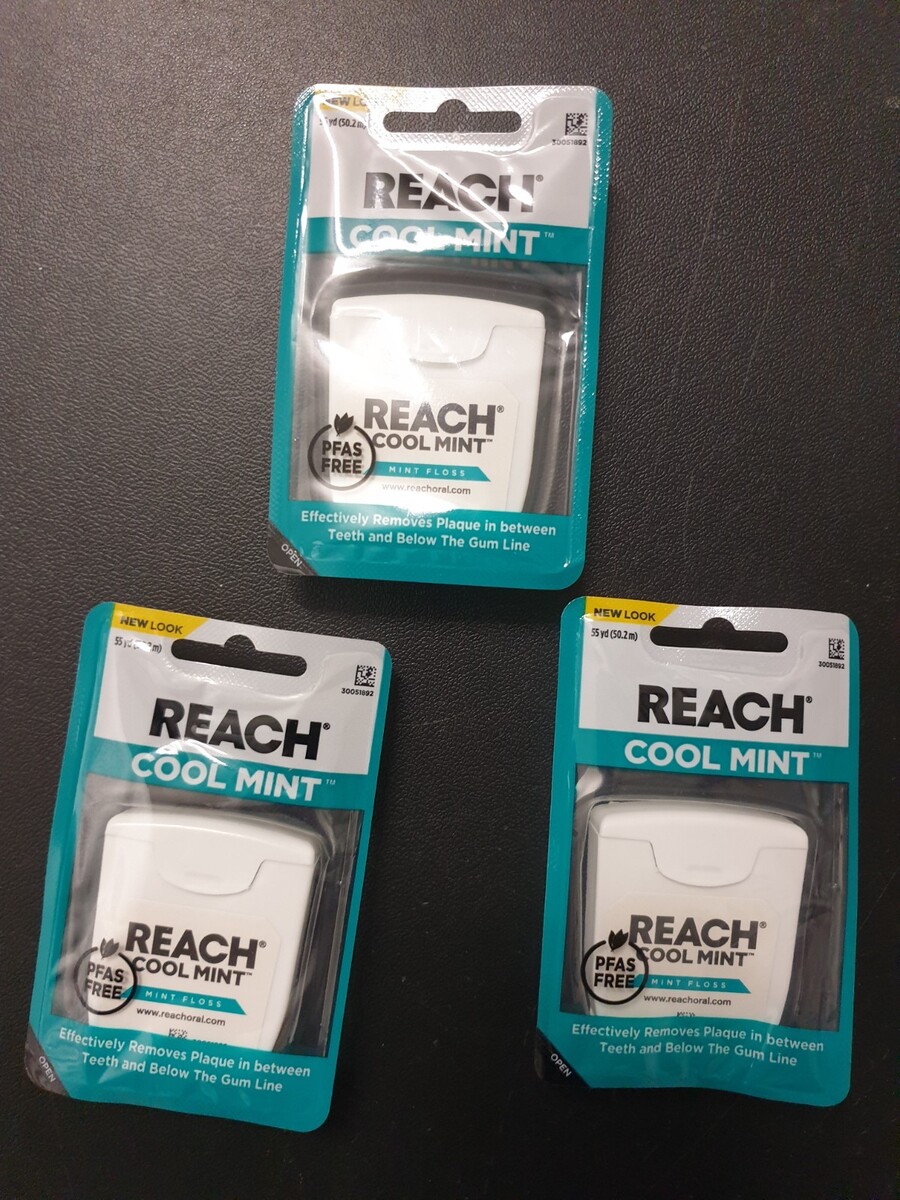 NEW LO
yd (50.2 m)
30051892
REACH®
COOL MINT™
REACH®
COOL MINT™
PFAS
FREE
MINT FLOSS
www.reachoral.com
Effectively Removes Plaque in between
Teeth and Below The Gum Line
OPEN
NEW LOOK
55 yd
30051892
REACH®
COOL MINT™
REACH®
COOL MINT™
PFAS
FREE
MINT FLOSS
www.reachoral.com
Effectively Removes Plaque in between
Teeth and Below The Gum Line
OPEN
NEW LOOK
55 yd (50.2 m)
30051892
REACH®
COOL MINT™
REACH®
COOL MINT™
PFAS
FREE
MINT FLOSS
www.reachoral.com
Effectively Removes Plaque in between
Teeth and Below The Gum Line
OPEN